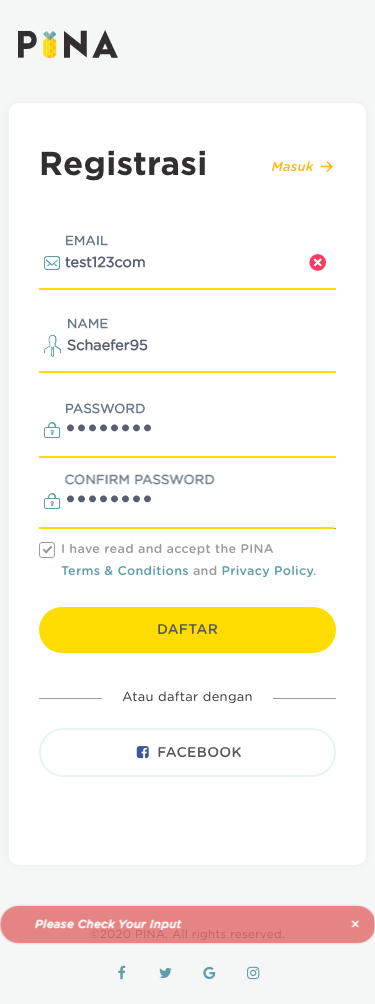 PINA
Registrasi
Masuk →
EMAIL
test123com
NAME
Schaefer95
PASSWORD
●●●●●●●●
CONFIRM PASSWORD
●●●●●●●●
I have read and accept the PINA
Terms & Conditions and Privacy Policy.
DAFTAR
Atau daftar dengan
FACEBOOK
Please Check Your Input ×
©2020 PINA. All rights reserved.